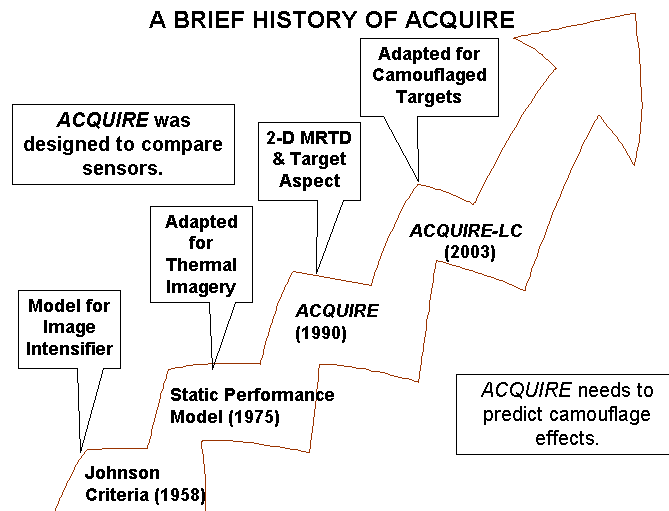 A BRIEF HISTORY OF ACQUIRE
Adapted for
Camouflaged
Targets
ACQUIRE was
designed to compare
sensors.
2-D MRTD
& Target
Aspect
Adapted
for
Thermal
Imagery
ACQUIRE-LC
(2003)
Model for
Image
Intensifier
ACQUIRE
(1990)
Static Performance
Model (1975)
ACQUIRE needs to
predict camouflage
effects.
Johnson
Criteria (1958)